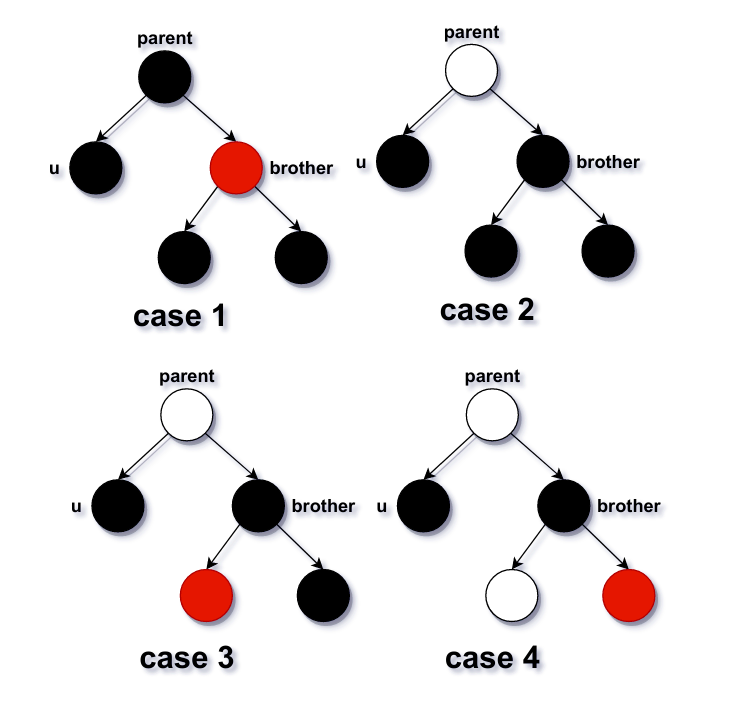 parent
u
brother
case 1
parent
u
brother
case 2
parent
u
brother
case 3
parent
u
brother
case 4